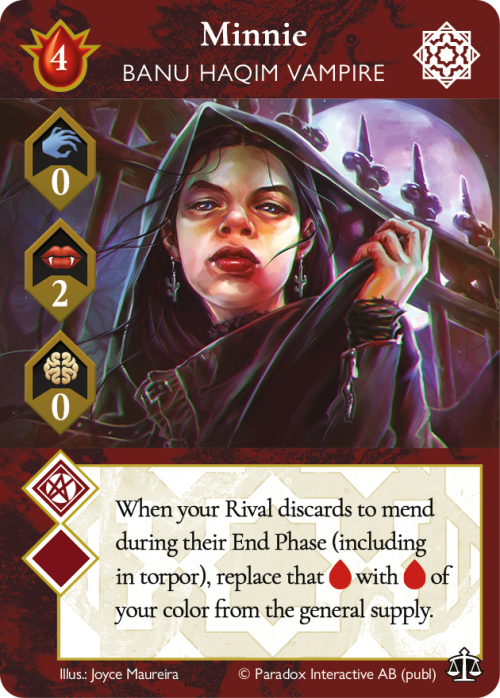 4
Minnie
BANU HAQIM VAMPIRE
0
2
0
When your Rival discards to mend
during their End Phase (including
in torpor), replace that with of
your color from the general supply.
Illus.: Joyce Maureira
© Paradox Interactive AB (publ)